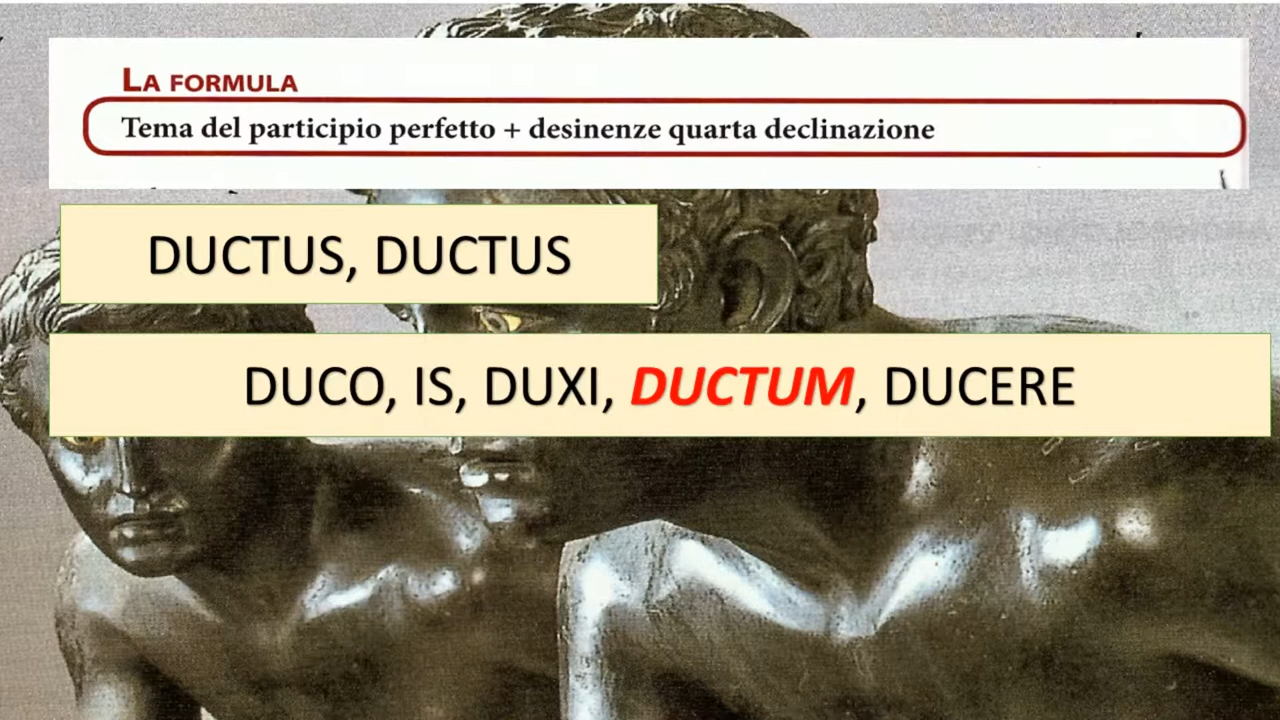 LA FORMULA
Tema del participio perfetto + desinenze quarta declinazione
DUCTUS, DUCTUS
DUCO, IS, DUXI, DUCTUM, DUCERE